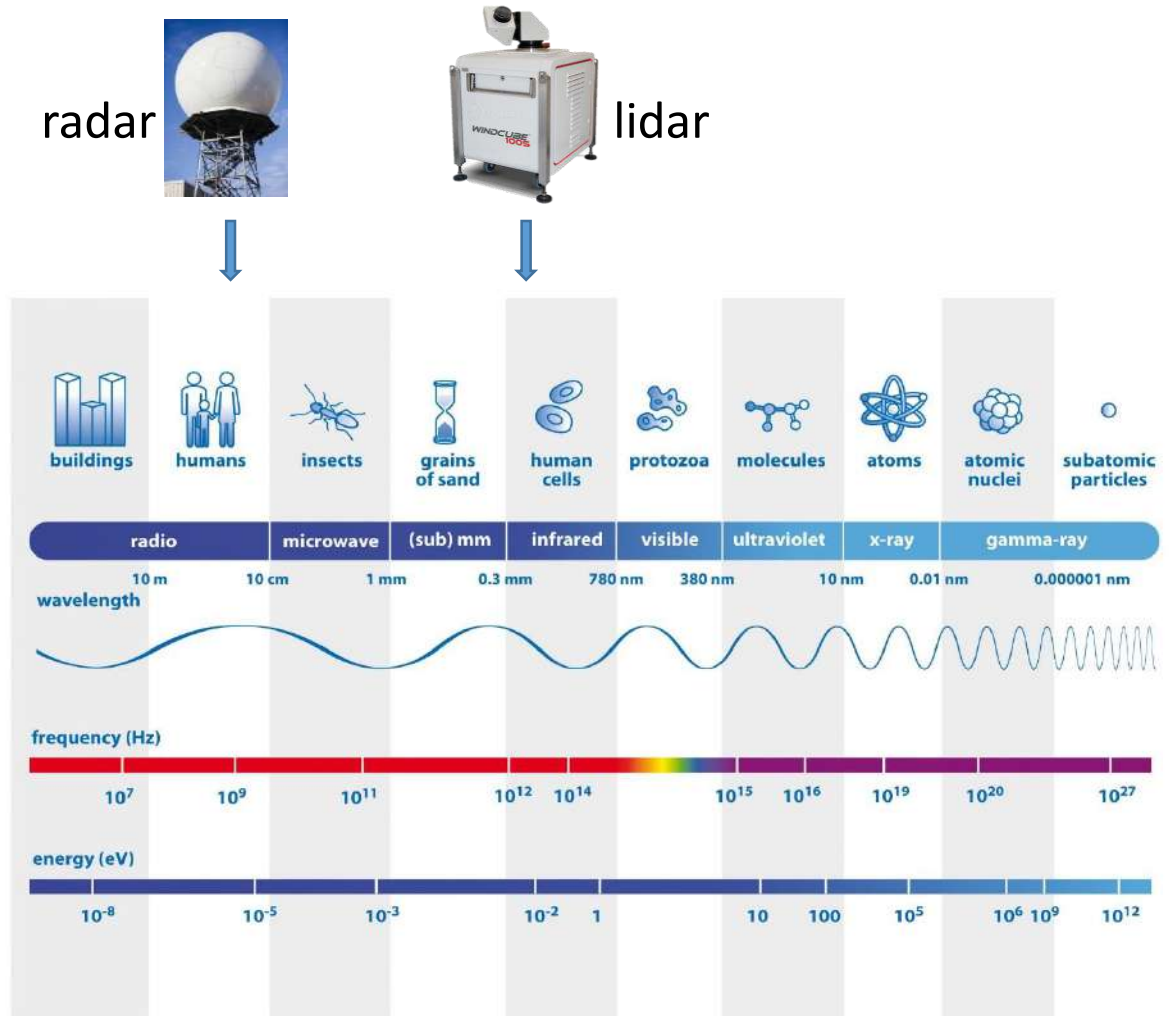 radar
WINDCUBE
100S
lidar
buildings
humans
insects
grains
of sand
human
cells
protozoa
molecules
atoms
atomic
nuclei
subatomic
particles
radio
microwave
(sub) mm
infrared
visible
ultraviolet
x-ray
gamma-ray
10 m
10 cm
1 mm
0.3 mm
780 nm
380 nm
10 nm
0.01 nm
0.000001 nm
wavelength
frequency (Hz)
10⁷ 10⁹ 10¹¹ 10¹² 10¹⁴ 10¹⁵ 10¹⁶ 10¹⁹ 10²⁰ 10²⁷
energy (eV)
10⁻⁸ 10⁻⁵ 10⁻³ 10⁻² 1 10 100 10⁵ 10⁶ 10⁹ 10¹²